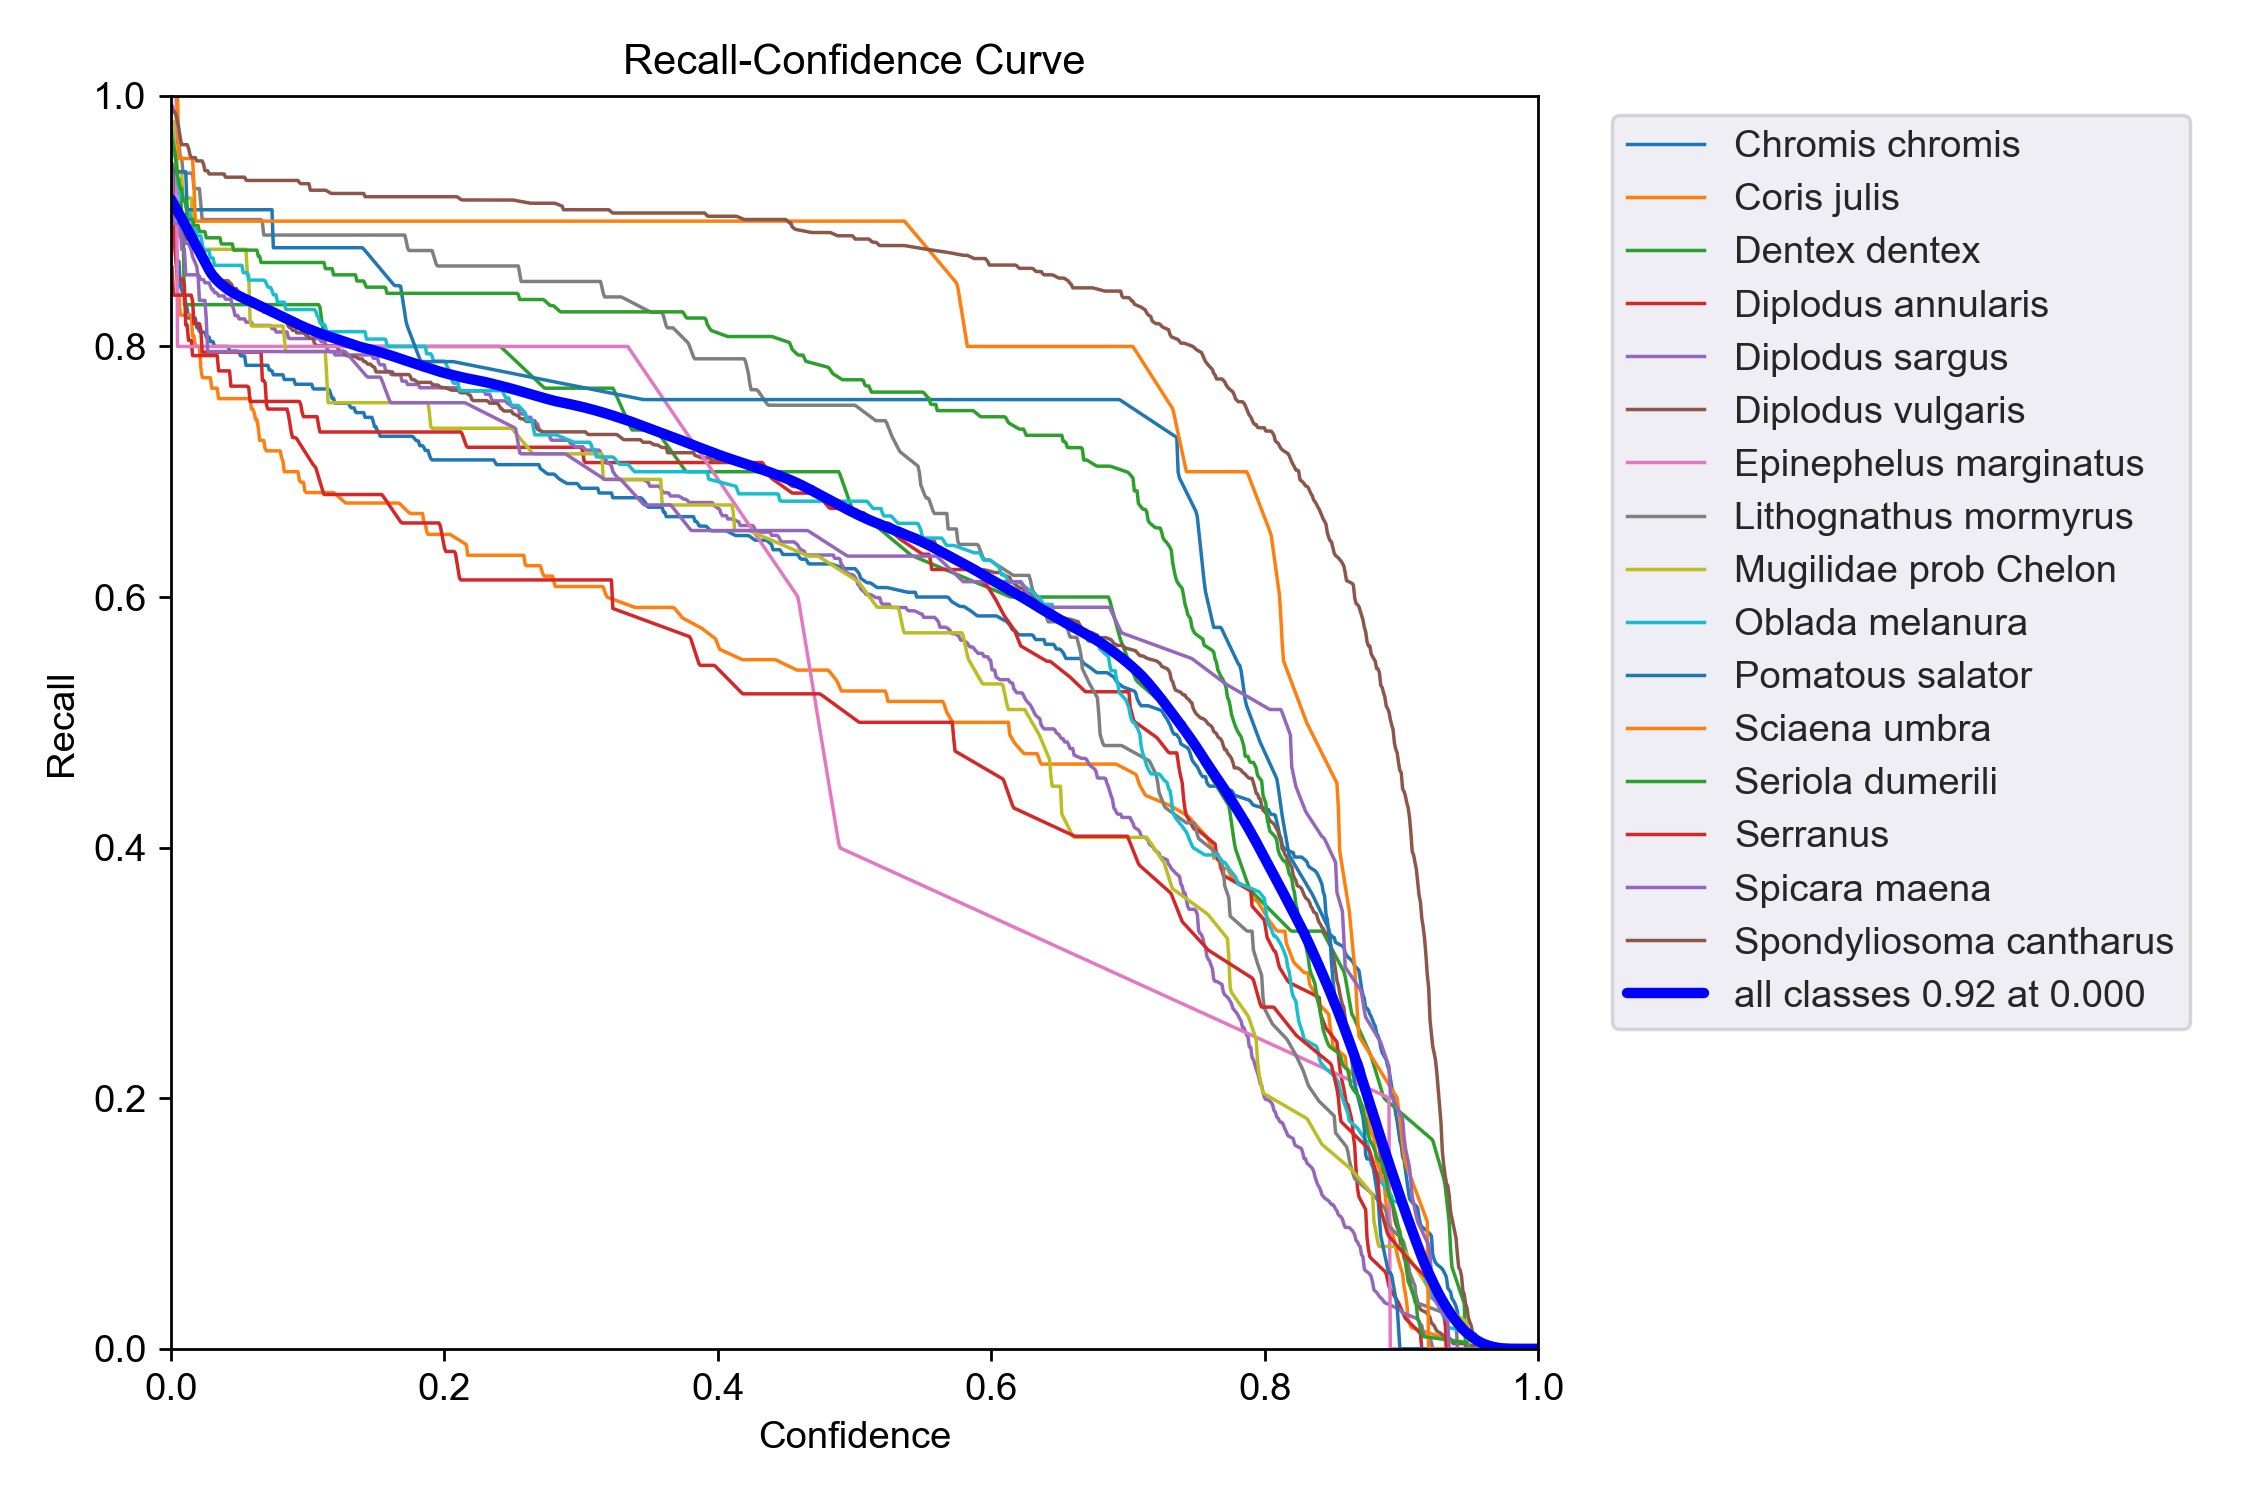 Recall-Confidence Curve
1.0
0.8
0.6
0.4
0.2
0.0
Recall
0.0 0.2 0.4 0.6 0.8 1.0
Confidence
Chromis chromis
Coris julis
Dentex dentex
Diplodus annularis
Diplodus sargus
Diplodus vulgaris
Epinephelus marginatus
Lithognathus mormyrus
Mugilidae prob Chelon
Oblada melanura
Pomatous salator
Sciaena umbra
Seriola dumerili
Serranus
Spicara maena
Spondyliosoma cantharus
all classes 0.92 at 0.000